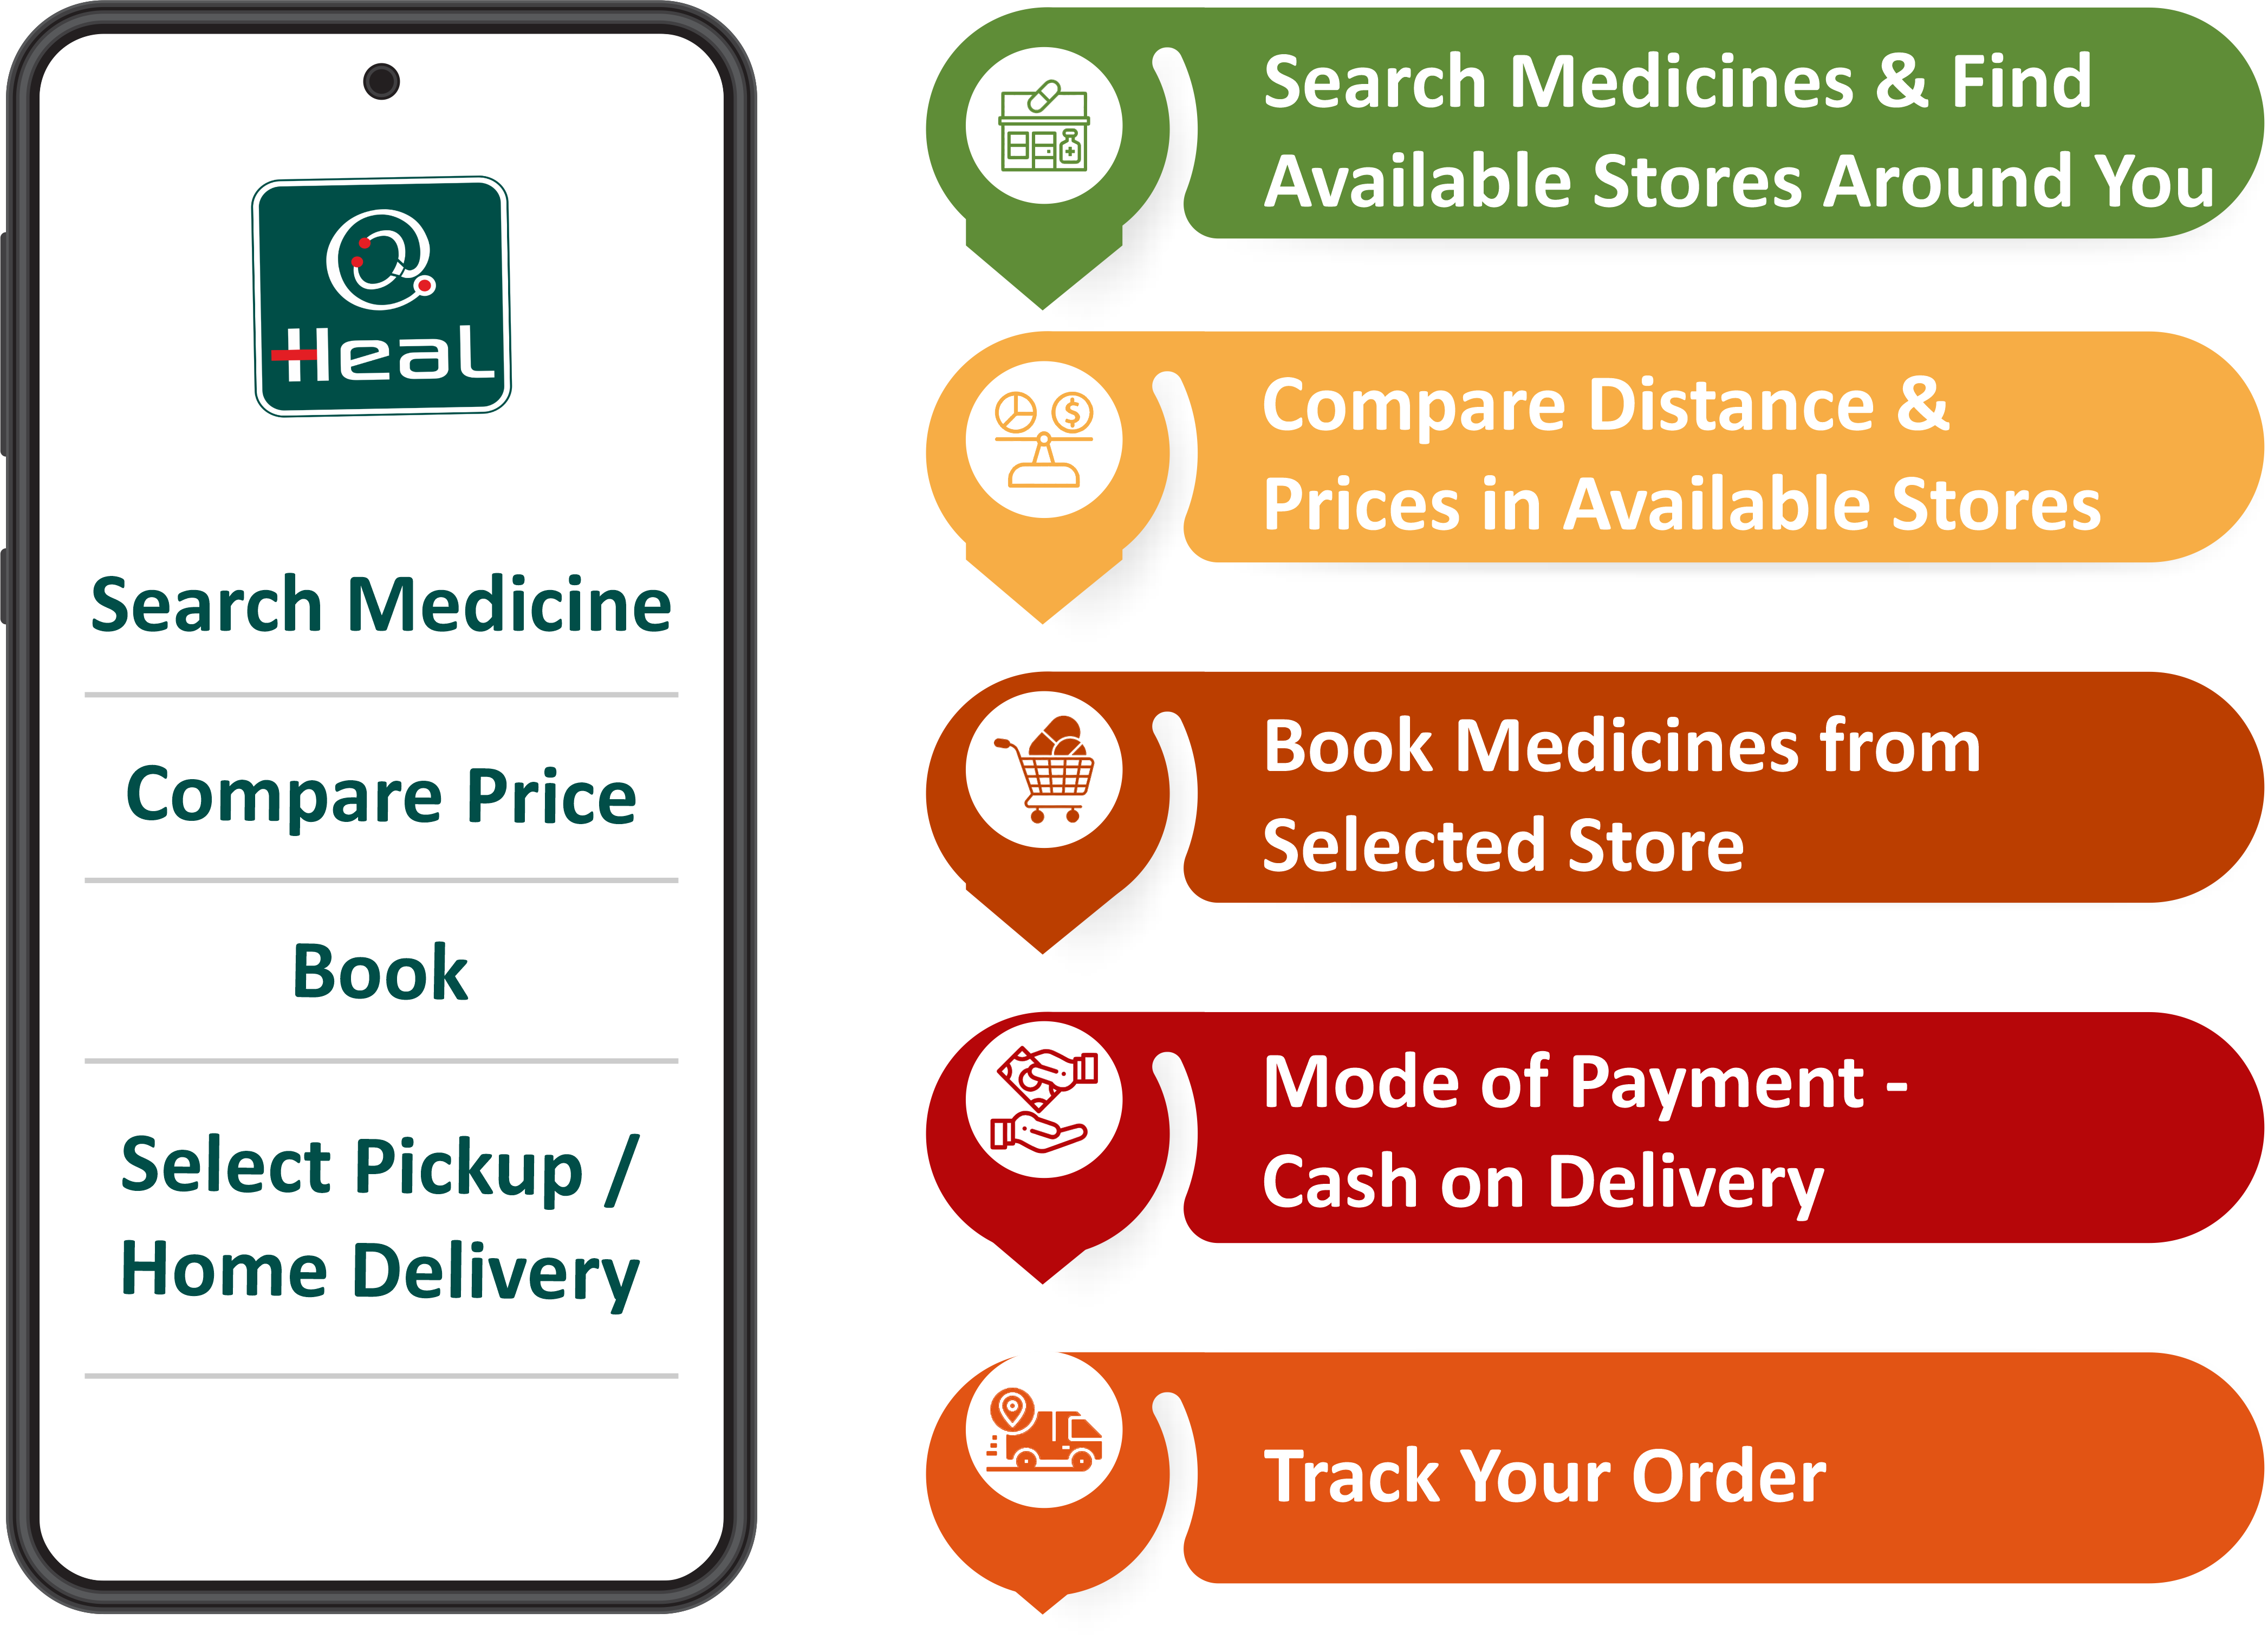 Heal
Search Medicine
Compare Price
Book
Select Pickup /
Home Delivery
Search Medicines & Find
Available Stores Around You
Compare Distance &
Prices in Available Stores
Book Medicines from
Selected Store
Mode of Payment -
Cash on Delivery
Track Your Order